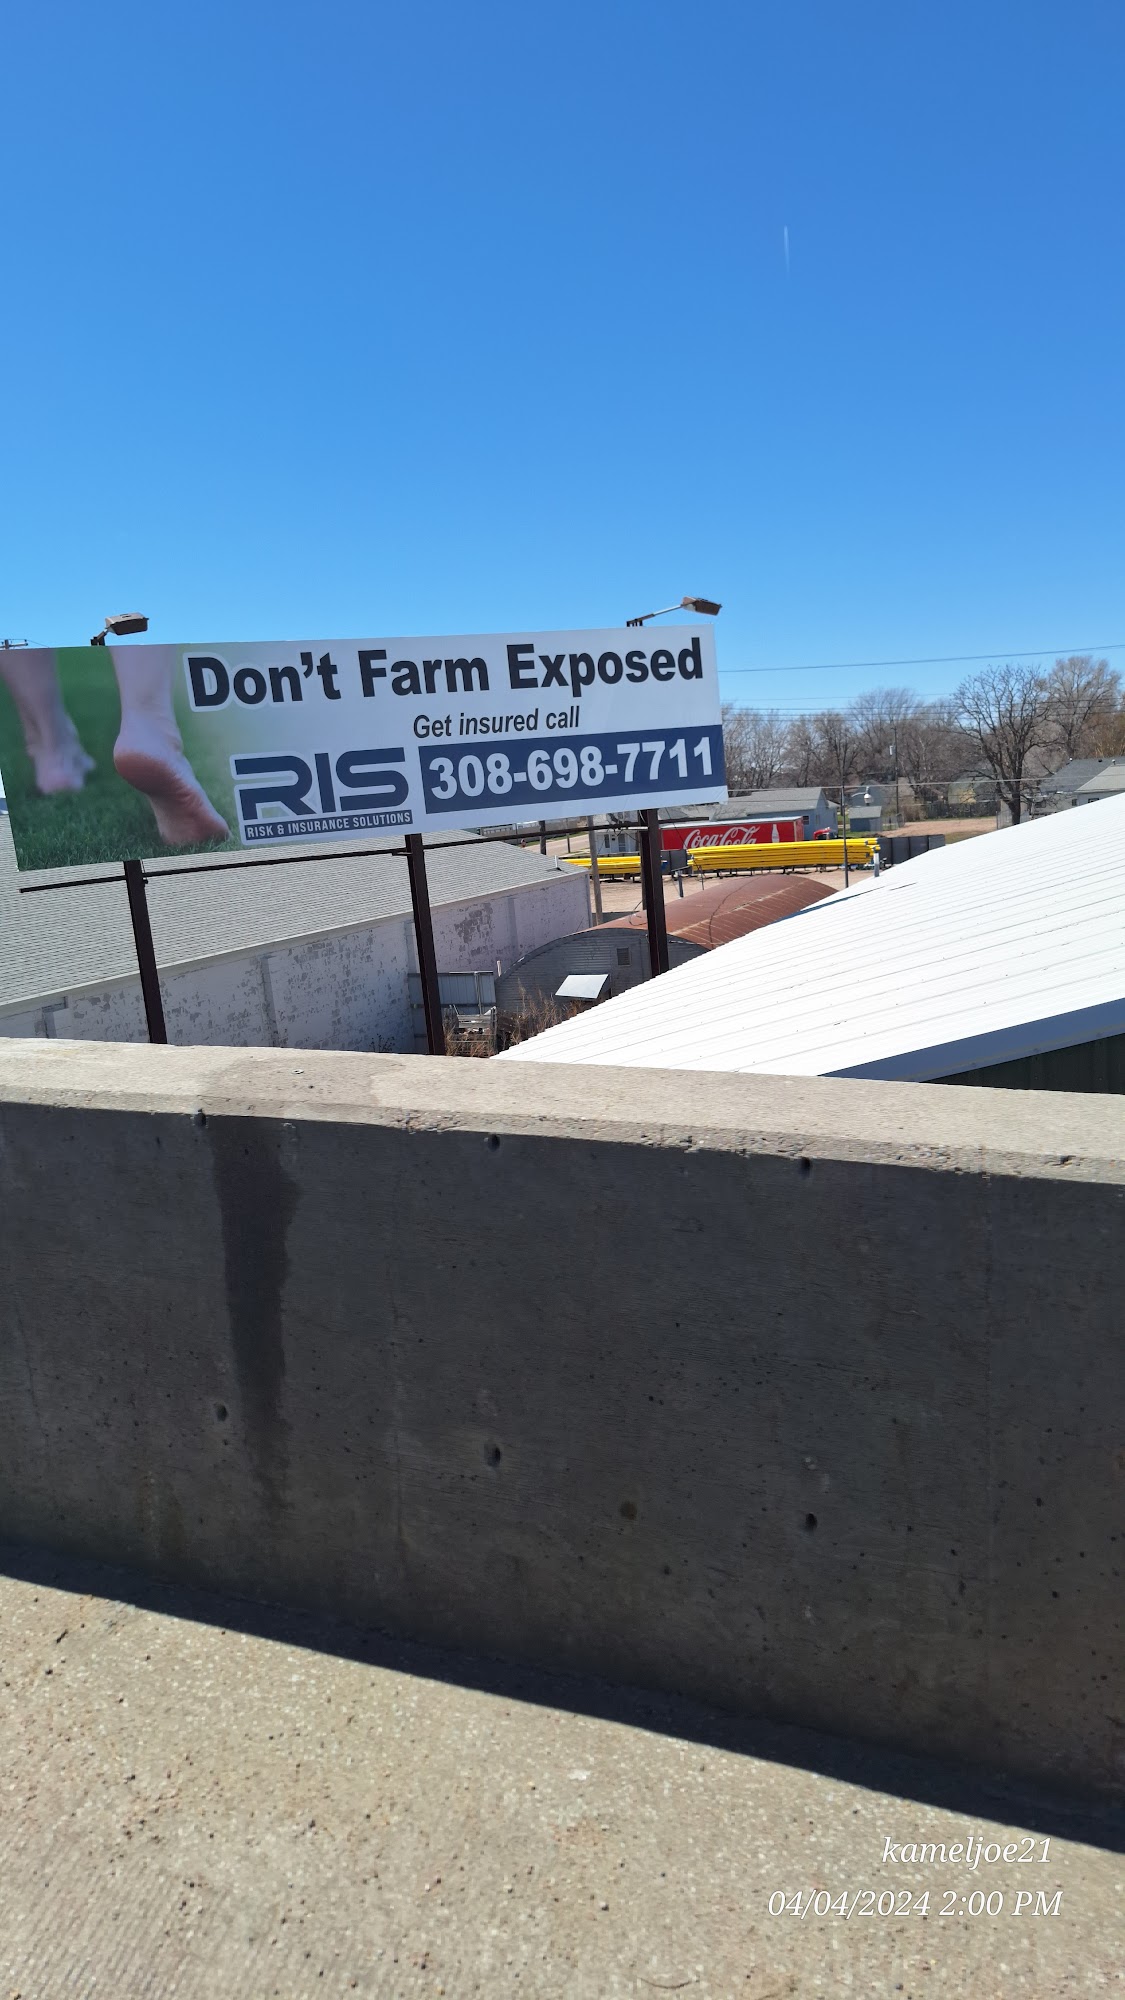 Don't Farm Exposed
Get insured call
RIS
RISK & INSURANCE SOLUTIONS
308-698-7711
Coca-Cola
kameljoe21
04/04/2024 2:00 PM